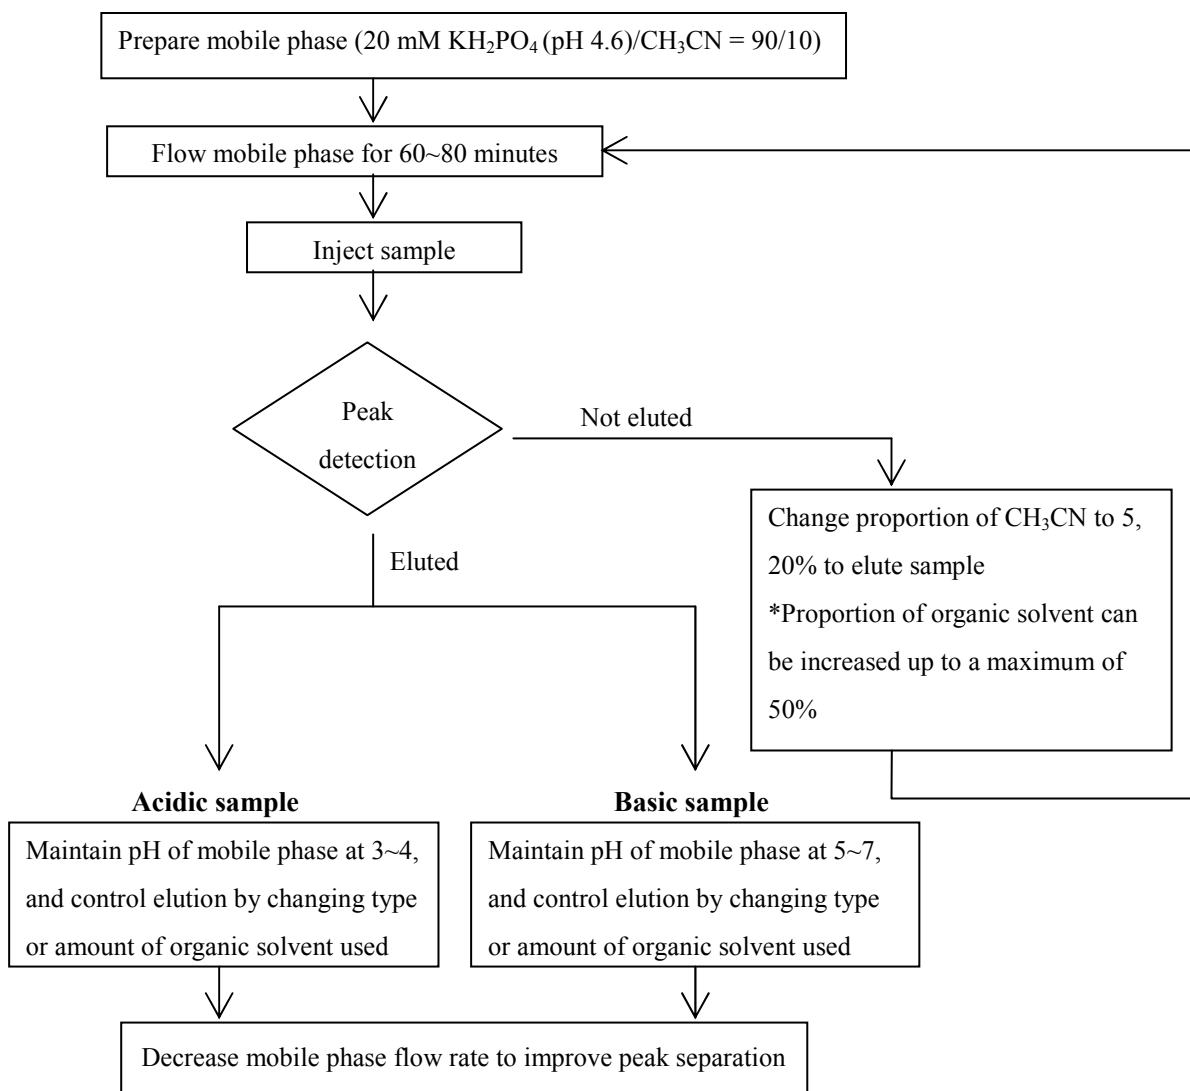 Prepare mobile phase (20 mM KH₂PO₄ (pH 4.6)/CH₃CN = 90/10)
Flow mobile phase for 60~80 minutes
Inject sample
Peak
detection
Not eluted
Change proportion of CH₃CN to 5,
20% to elute sample
*Proportion of organic solvent can
be increased up to a maximum of
50%
Eluted
Acidic sample
Maintain pH of mobile phase at 3~4,
and control elution by changing type
or amount of organic solvent used
Basic sample
Maintain pH of mobile phase at 5~7,
and control elution by changing type
or amount of organic solvent used
Decrease mobile phase flow rate to improve peak separation